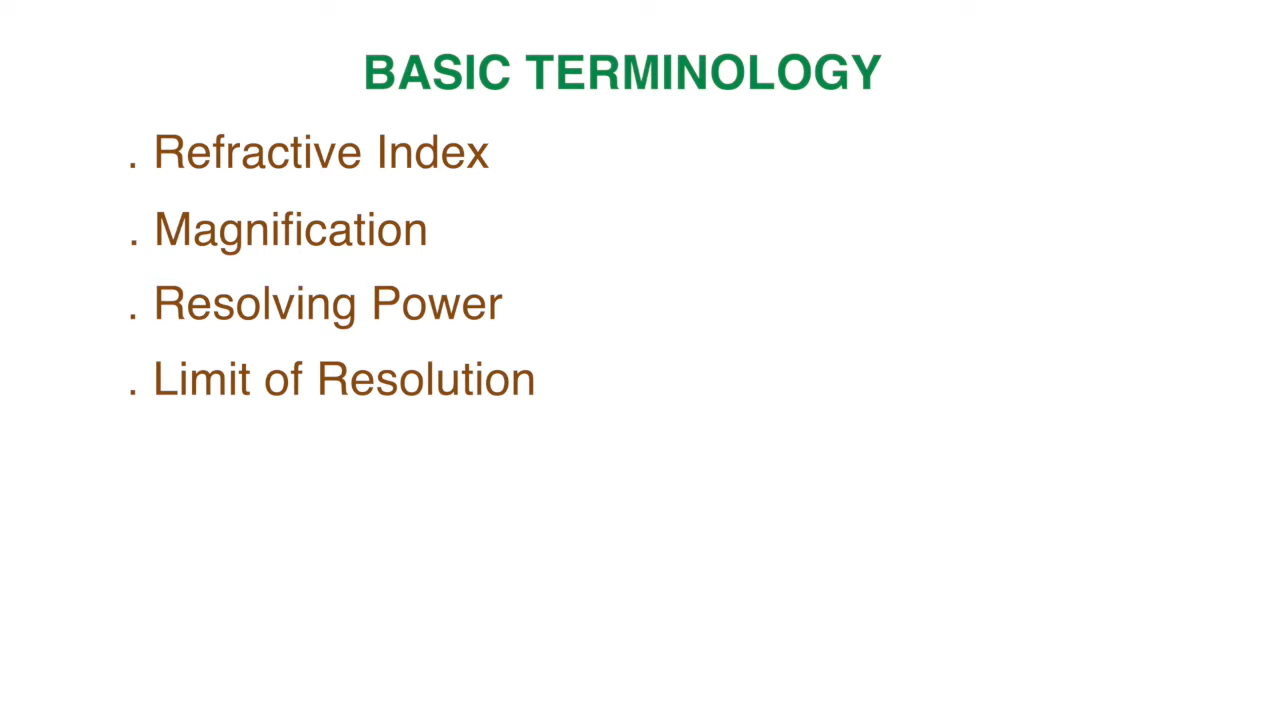 BASIC TERMINOLOGY
. Refractive Index
. Magnification
. Resolving Power
. Limit of Resolution